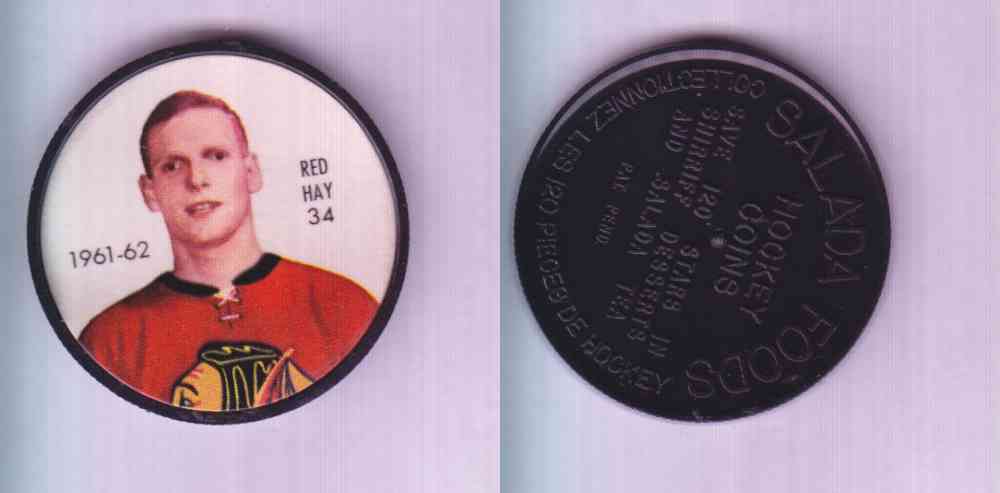 RED
HAY
34
1961-62
SALADA FOODS
HOCKEY
COINS
SAVE 120 STARS IN
SHIRRIFF DESSERTS
AND SALADA TEA
PAT. PEND.
COLLECTIONNEZ LES 120 PIECES DE HOCKEY